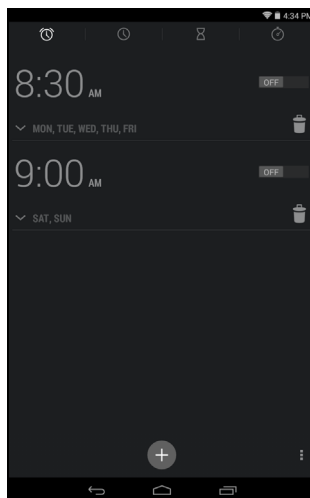 4:34 PM
8:30 AM
OFF
MON, TUE, WED, THU, FRI
9:00 AM
OFF
SAT, SUN